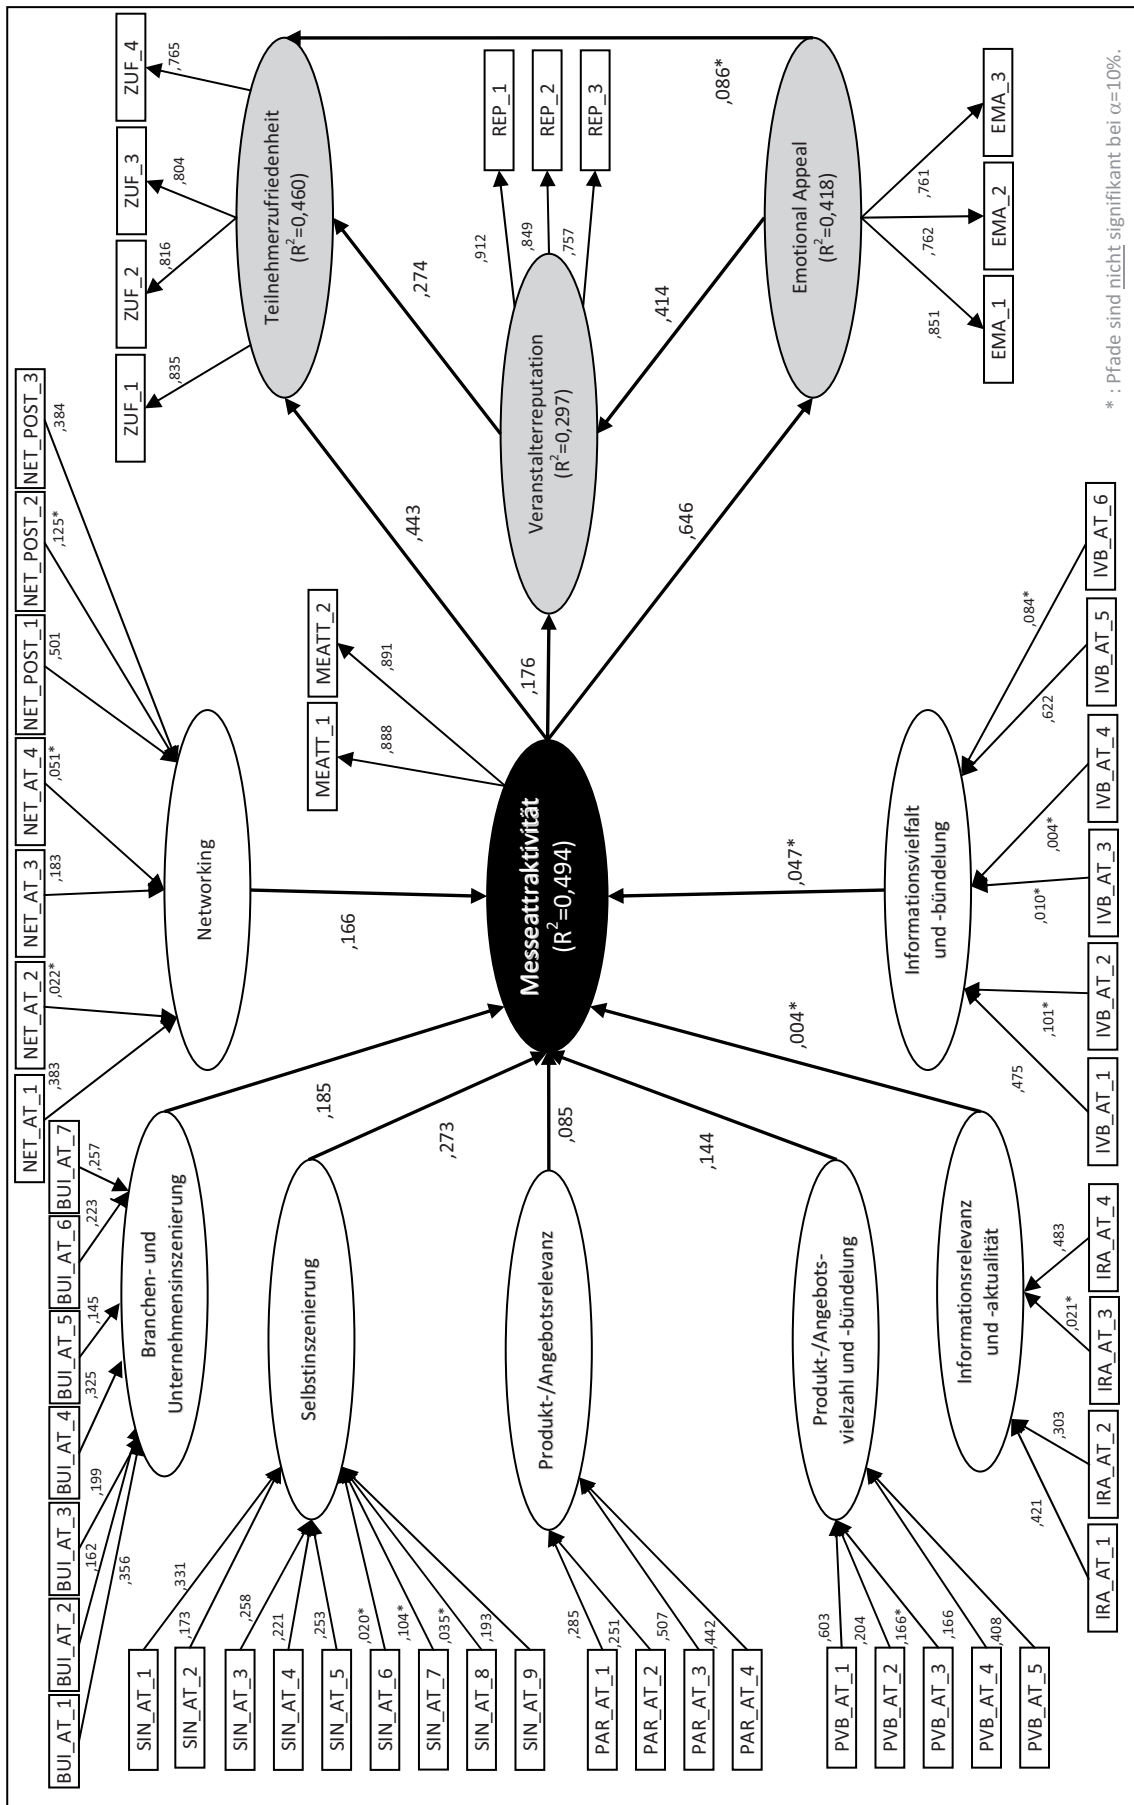 BUI_AT_1
BUI_AT_2
BUI_AT_3
BUI_AT_4
BUI_AT_5
BUI_AT_6
BUI_AT_7
,356
,162
,199
,325
,145
,223
,257
Branchen- und
Unternehmensinszenierung
NET_AT_1
NET_AT_2
NET_AT_3
NET_AT_4
NET_POST_1
NET_POST_2
NET_POST_3
,383
,022*
,183
,051*
,501
,125*
,384
Networking
SIN_AT_1
SIN_AT_2
SIN_AT_3
SIN_AT_4
SIN_AT_5
SIN_AT_6
SIN_AT_7
SIN_AT_8
SIN_AT_9
,331
,173
,258
,221
,253
,020*
,104*
,035*
,193
Selbstinszenierung
PAR_AT_1
PAR_AT_2
PAR_AT_3
PAR_AT_4
,285
,251
,507
,442
Produkt-/Angebotsrelevanz
PVB_AT_1
PVB_AT_2
PVB_AT_3
PVB_AT_4
PVB_AT_5
,603
,204
,166*
,166
,408
Produkt-/Angebots-
vielzahl und -bündelung
IRA_AT_1
IRA_AT_2
IRA_AT_3
IRA_AT_4
,421
,303
,021*
,483
Informationsrelevanz
und -aktualität
IVB_AT_1
IVB_AT_2
IVB_AT_3
IVB_AT_4
IVB_AT_5
IVB_AT_6
,475
,101*
,010*
,004*
,622
,084*
Informationsvielfalt
und -bündelung
,185
,166
,273
,085
,144
,004*
,047*
Messeattraktivität
(R²=0,494)
MEATT_1
MEATT_2
,888
,891
,443
,176
,646
ZUF_1
ZUF_2
ZUF_3
ZUF_4
,835
,816
,804
,765
Teilnehmerzufriedenheit
(R²=0,460)
,274
Veranstalterreputation
(R²=0,297)
,912
,849
,757
REP_1
REP_2
REP_3
,414
,086*
Emotional Appeal
(R²=0,418)
,851
,762
,761
EMA_1
EMA_2
EMA_3
* : Pfade sind nicht signifikant bei α=10%.